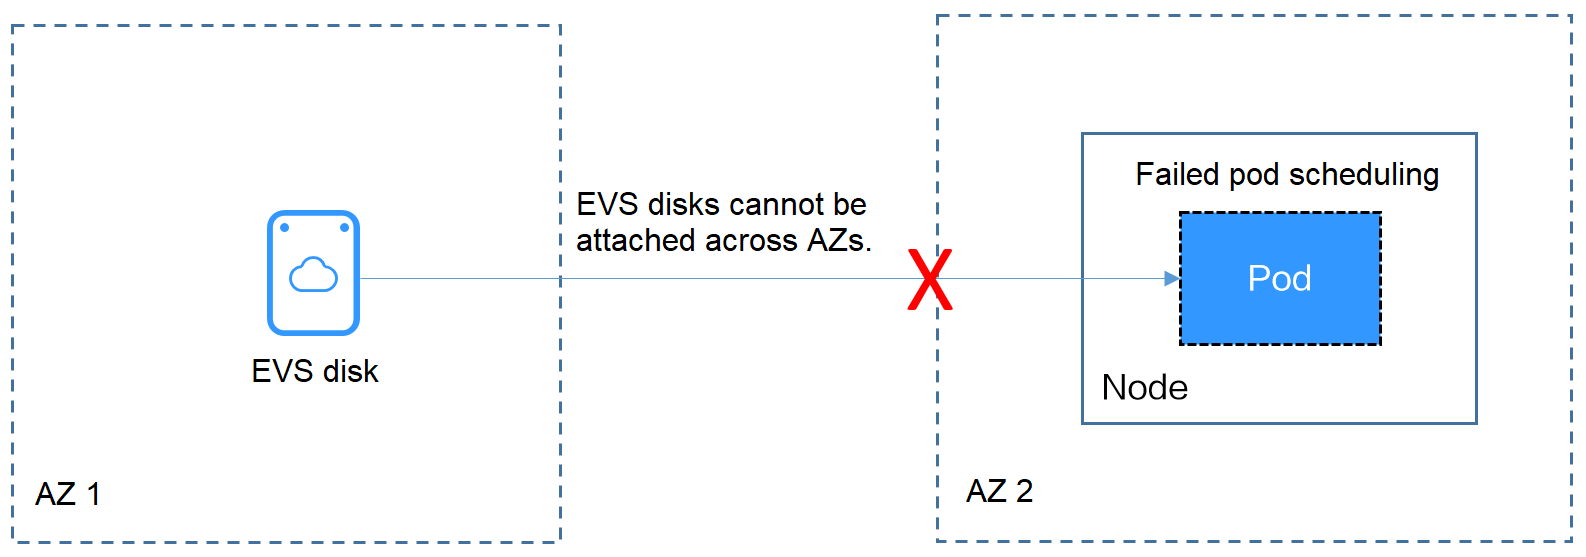 EVS disks cannot be
attached across AZs.
Failed pod scheduling
Pod
EVS disk
Node
AZ 1
AZ 2